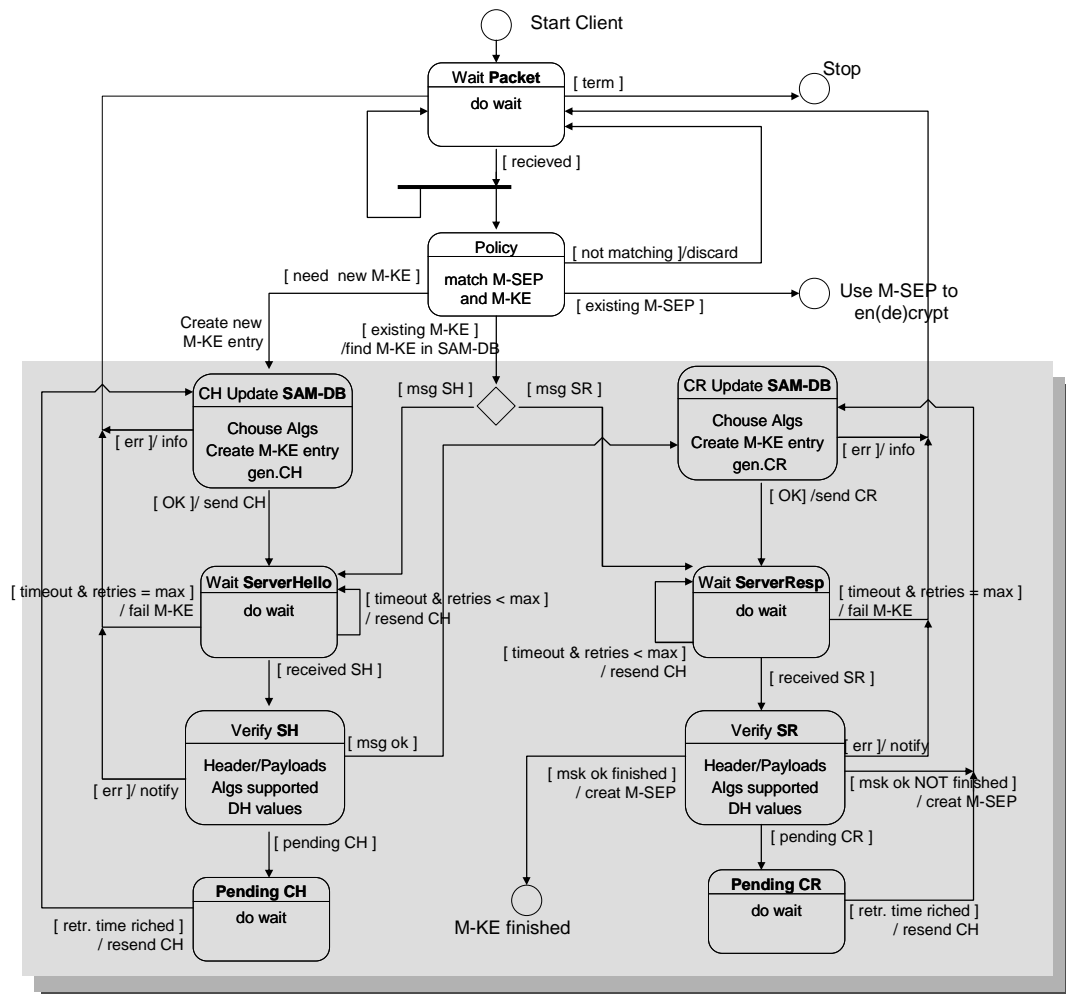 Start Client
Wait Packet
do wait
[ term ]
Stop
[ recieved ]
Policy
match M-SEP
and M-KE
[ not matching ]/discard
[ need  new M-KE ]
[ existing M-SEP ]
Use M-SEP to
en(de)crypt
Create new
M-KE entry
[ existing M-KE ]
/find M-KE in SAM-DB
[ msg SH ]
[ msg SR ]
CH Update SAM-DB
Chouse Algs
Create M-KE entry
gen.CH
[ err ]/ info
[ OK ]/ send CH
CR Update SAM-DB
Chouse Algs
Create M-KE entry
gen.CR
[ err ]/ info
[ OK] /send CR
Wait ServerHello
do wait
[ timeout & retries = max ]
/ fail M-KE
[ timeout & retries < max ]
/ resend CH
[ received SH ]
Wait ServerResp
do wait
[ timeout & retries = max ]
/ fail M-KE
[ timeout & retries < max ]
/ resend CH
[ received SR ]
Verify SH
Header/Payloads
Algs supported
DH values
[ msg ok ]
[ err ]/ notify
[ pending CH ]
Verify SR
Header/Payloads
Algs supported
DH values
[ err ]/ notify
[ msk ok finished ]
/ creat M-SEP
[ msk ok NOT finished ]
/ creat M-SEP
[ pending CR ]
Pending CH
do wait
[ retr. time riched ]
/ resend CH
M-KE finished
Pending CR
do wait
[ retr. time riched ]
/ resend CH